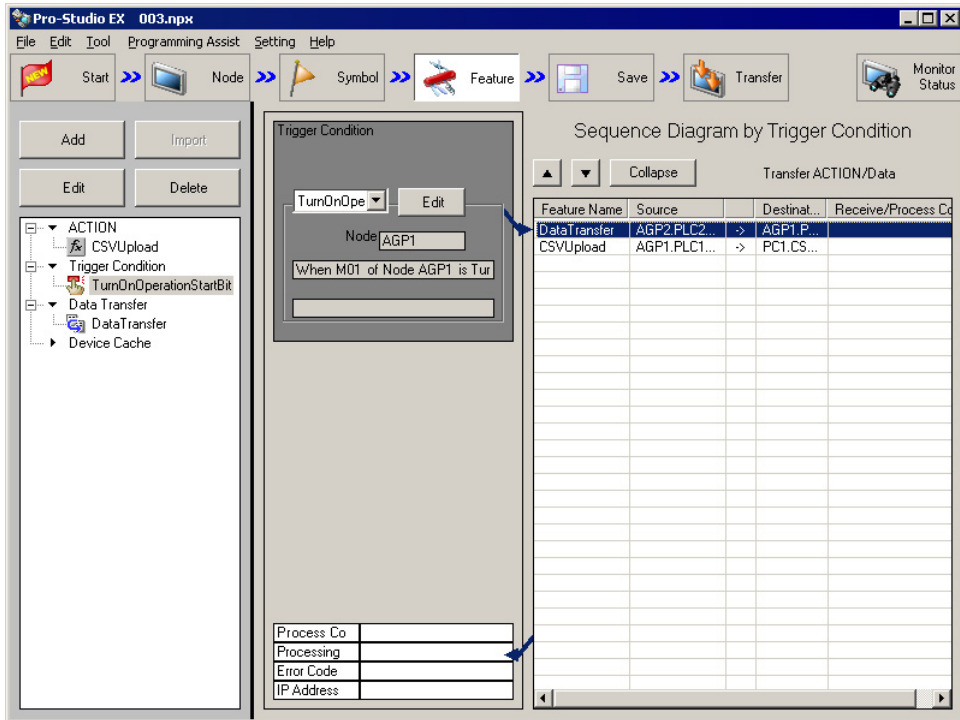 Pro-Studio EX 003.npx
File Edit Tool Programming Assist Setting Help
NEW Start Node Symbol Feature Save Transfer Monitor Status
Add Import
Edit Delete
ACTION
fx CSVUpload
Trigger Condition
TurnOnOperationStartBit
Data Transfer
DataTransfer
Device Cache
Trigger Condition
TurnOnOpe Edit
Node AGP1
When M01 of Node AGP1 is Tur
Process Co
Processing
Error Code
IP Address
Sequence Diagram by Trigger Condition
Collapse Transfer ACTION/Data
Feature Name Source Destinat... Receive/Process Co
DataTransfer AGP2.PLC2... -> AGP1.P...
CSVUpload AGP1.PLC1... -> PC1.CS...